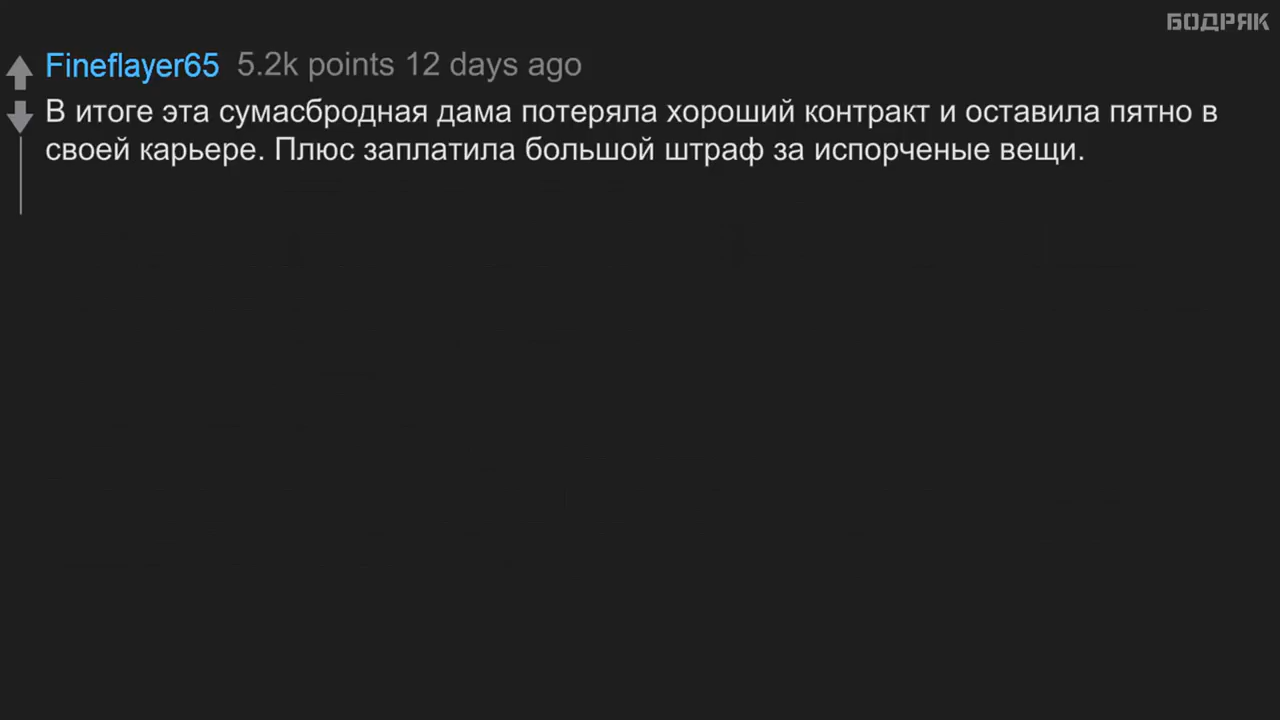 БОДРЯК
Fineflayer65 5.2k points 12 days ago
В итоге эта сумасбродная дама потеряла хороший контракт и оставила пятно в
своей карьере. Плюс заплатила большой штраф за испорченые вещи.